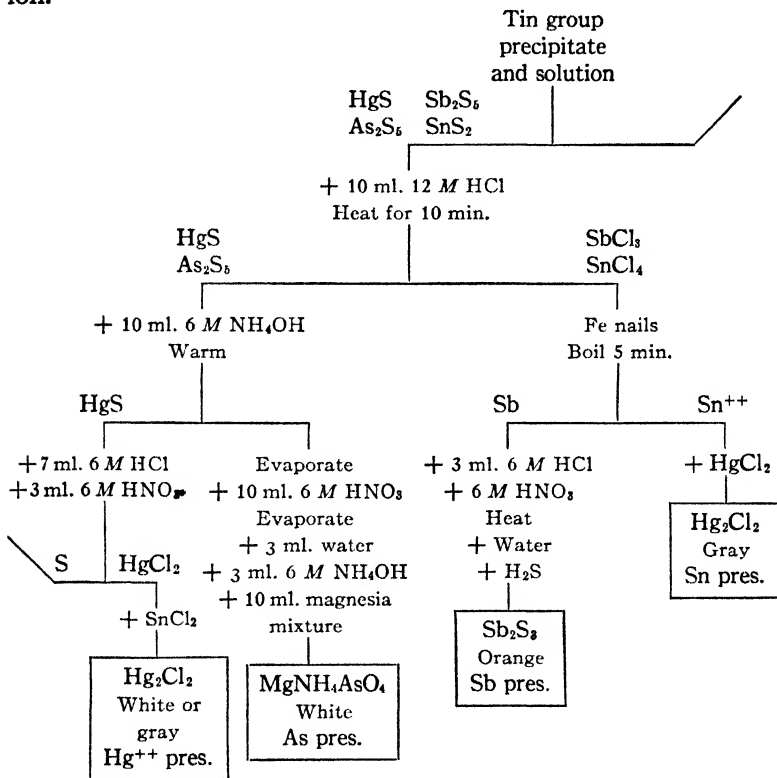 ion.
Tin group
precipitate
and solution
HgS Sb₂S₅
As₂S₅ SnS₂
+ 10 ml. 12 M HCl
Heat for 10 min.
HgS
As₂S₅
SbCl₃
SnCl₄
+ 10 ml. 6 M NH₄OH
Warm
Fe nails
Boil 5 min.
HgS
Sb
Sn⁺⁺
+7 ml. 6 M HCl
+3 ml. 6 M HNO₃
Evaporate
+ 10 ml. 6 M HNO₃
Evaporate
+ 3 ml. water
+ 3 ml. 6 M NH₄OH
+ 10 ml. magnesia
mixture
+ 3 ml. 6 M HCl
+ 6 M HNO₃
Heat
+ Water
+ H₂S
+ HgCl₂
Hg₂Cl₂
Gray
Sn pres.
S HgCl₂
+ SnCl₂
Hg₂Cl₂
White or
gray
Hg⁺⁺ pres.
MgNH₄AsO₄
White
As pres.
Sb₂S₃
Orange
Sb pres.